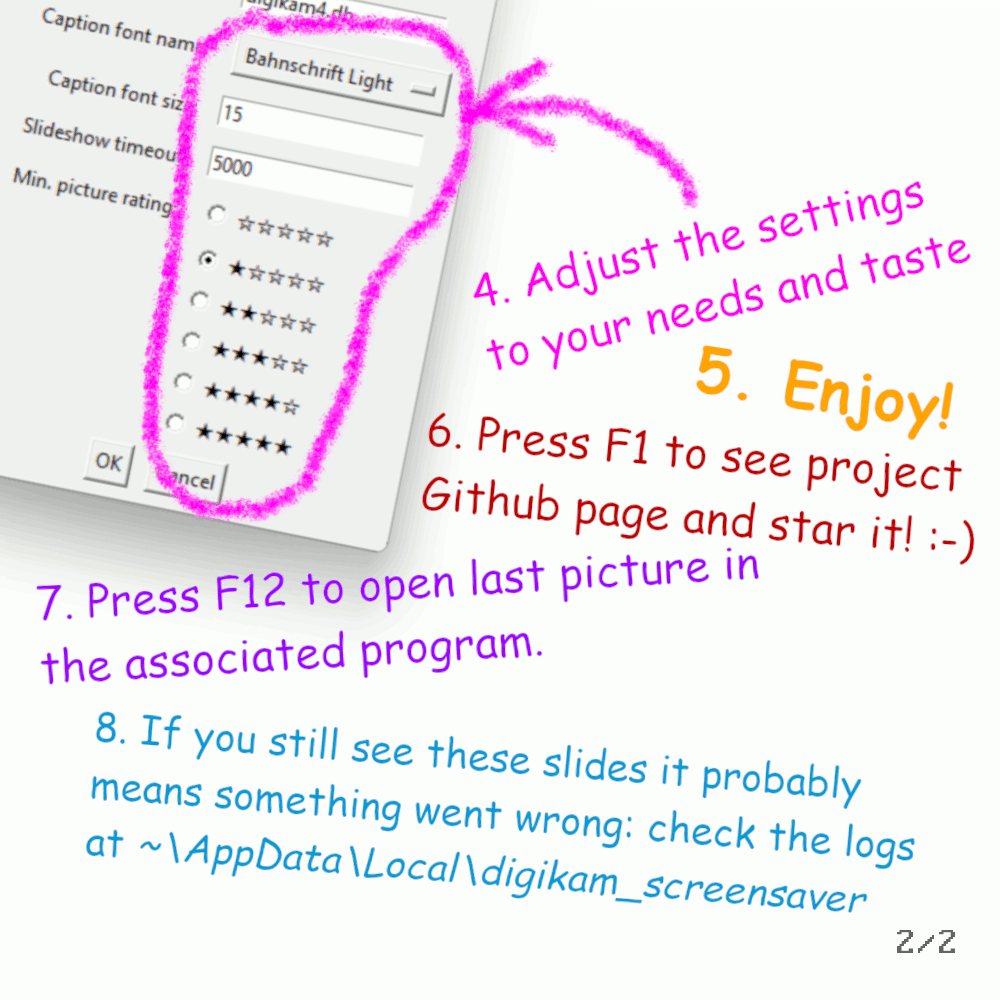 digikam4.db
Caption font nam
Bahnschrift Light
Caption font siz
15
Slideshow timeou
5000
Min. picture rating
☆☆☆☆☆
★☆☆☆☆
★★☆☆☆
★★★☆☆
★★★★☆
★★★★★
OK
Cancel
4. Adjust the settings
to your needs and taste
5. Enjoy!
6. Press F1 to see project
Github page and star it! :-)
7. Press F12 to open last picture in
the associated program.
8. If you still see these slides it probably
means something went wrong: check the logs
at ~\AppData\Local\digikam_screensaver
2/2